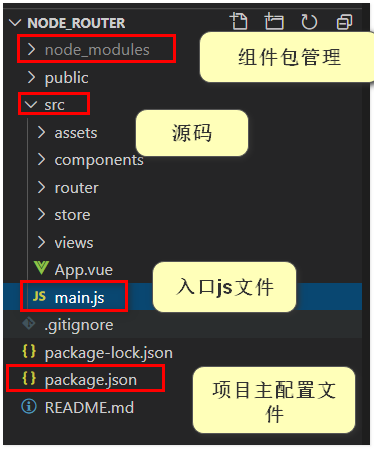 NODE_ROUTER
node_modules
组件包管理
public
src
源码
assets
components
router
store
views
App.vue
入口js文件
JS main.js
.gitignore
{} package-lock.json
{} package.json
项目主配置文
件
README.md